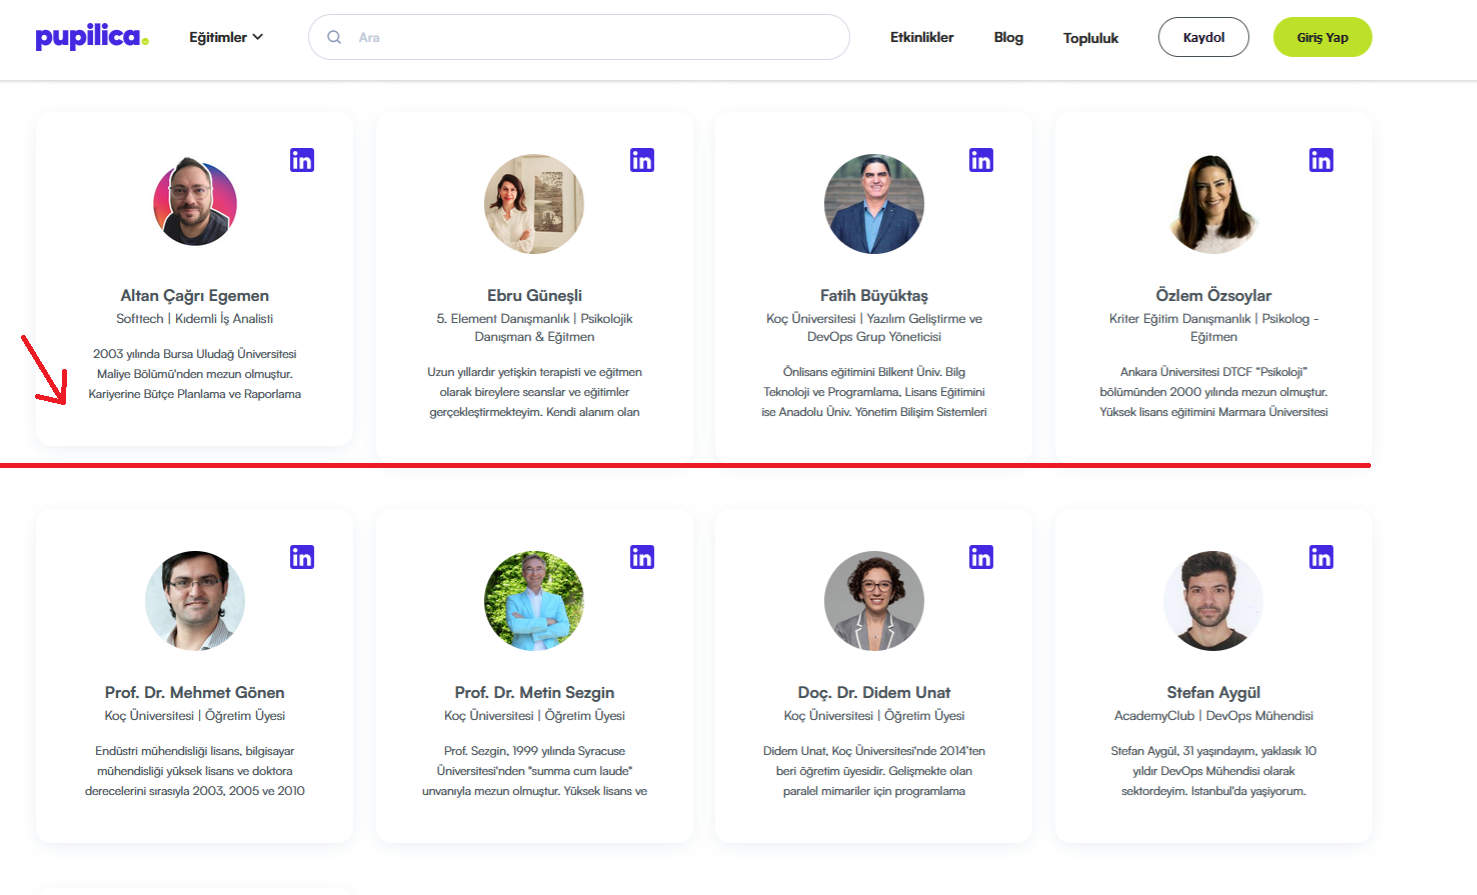 pupilica.
Eğitimler
Ara
Etkinlikler
Blog
Topluluk
Kaydol
Giriş Yap
Altan Çağrı Egemen
Softtech | Kıdemli İş Analisti
2003 yılında Bursa Uludağ Üniversitesi
Maliye Bölümü'nden mezun olmuştur.
Kariyerine Bütçe Planlama ve Raporlama
Ebru Güneşli
5. Element Danışmanlık | Psikolojik
Danışman & Eğitmen
Uzun yıllardır yetişkin terapisti ve eğitmen
olarak bireylere seanslar ve eğitimler
gerçekleştirmekteyim. Kendi alanım olan
Fatih Büyüktaş
Koç Üniversitesi | Yazılım Geliştirme ve
DevOps Grup Yöneticisi
Önlisans eğitimini Bilkent Üniv. Bilg
Teknoloji ve Programlama, Lisans Eğitimini
ise Anadolu Üniv. Yönetim Bilişim Sistemleri
Özlem Özsoylar
Kriter Eğitim Danışmanlık | Psikolog -
Eğitmen
Ankara Üniversitesi DTCF “Psikoloji”
bölümünden 2000 yılında mezun olmuştur.
Yüksek lisans eğitimini Marmara Üniversitesi
Prof. Dr. Mehmet Gönen
Koç Üniversitesi | Öğretim Üyesi
Endüstri mühendisliği lisans, bilgisayar
mühendisliği yüksek lisans ve doktora
derecelerini sırasıyla 2003, 2005 ve 2010
Prof. Dr. Metin Sezgin
Koç Üniversitesi | Öğretim Üyesi
Prof. Sezgin, 1999 yılında Syracuse
Üniversitesi'nden "summa cum laude"
unvanıyla mezun olmuştur. Yüksek lisans ve
Doç. Dr. Didem Unat
Koç Üniversitesi | Öğretim Üyesi
Didem Unat, Koç Üniversitesi'nde 2014'ten
beri öğretim üyesidir. Gelişmekte olan
paralel mimariler için programlama
Stefan Aygül
AcademyClub | DevOps Mühendisi
Stefan Aygül, 31 yaşındayım, yaklasık 10
yıldır DevOps Mühendisi olarak
sektordeyim. Istanbul'da yaşiyorum.